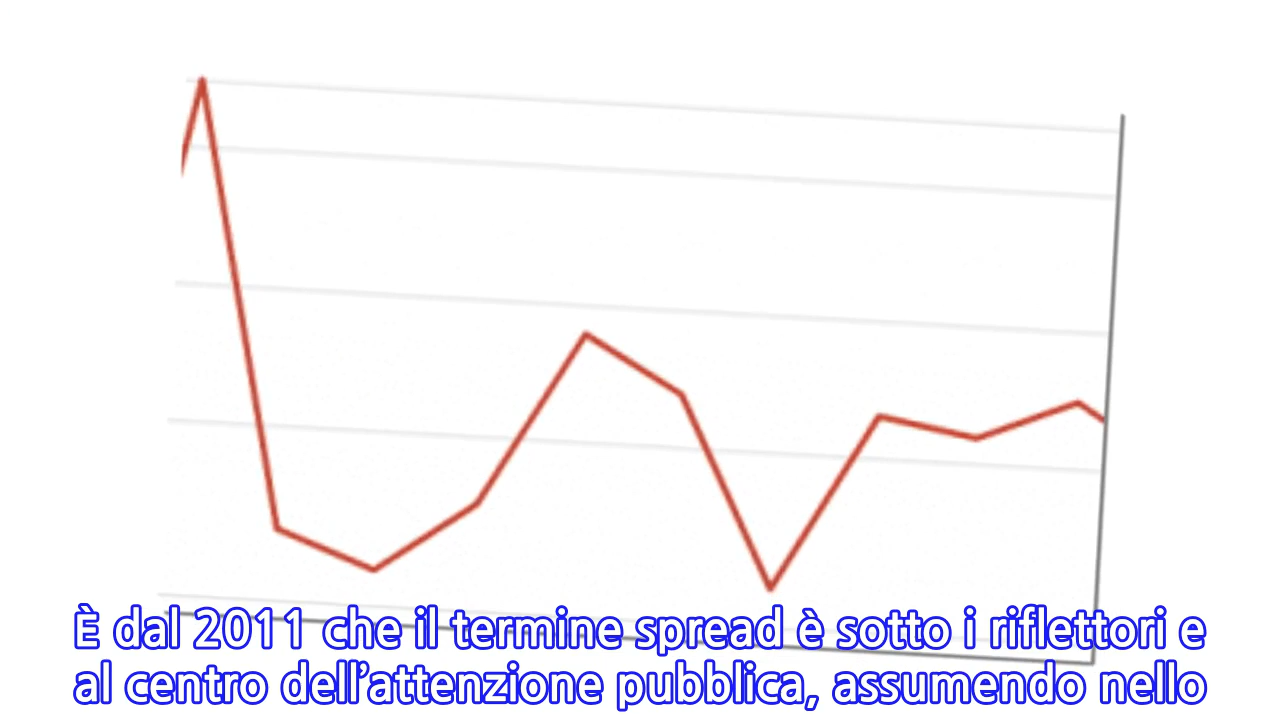 È dal 2011 che il termine spread è sotto i riflettori e
al centro dell’attenzione pubblica, assumendo nello